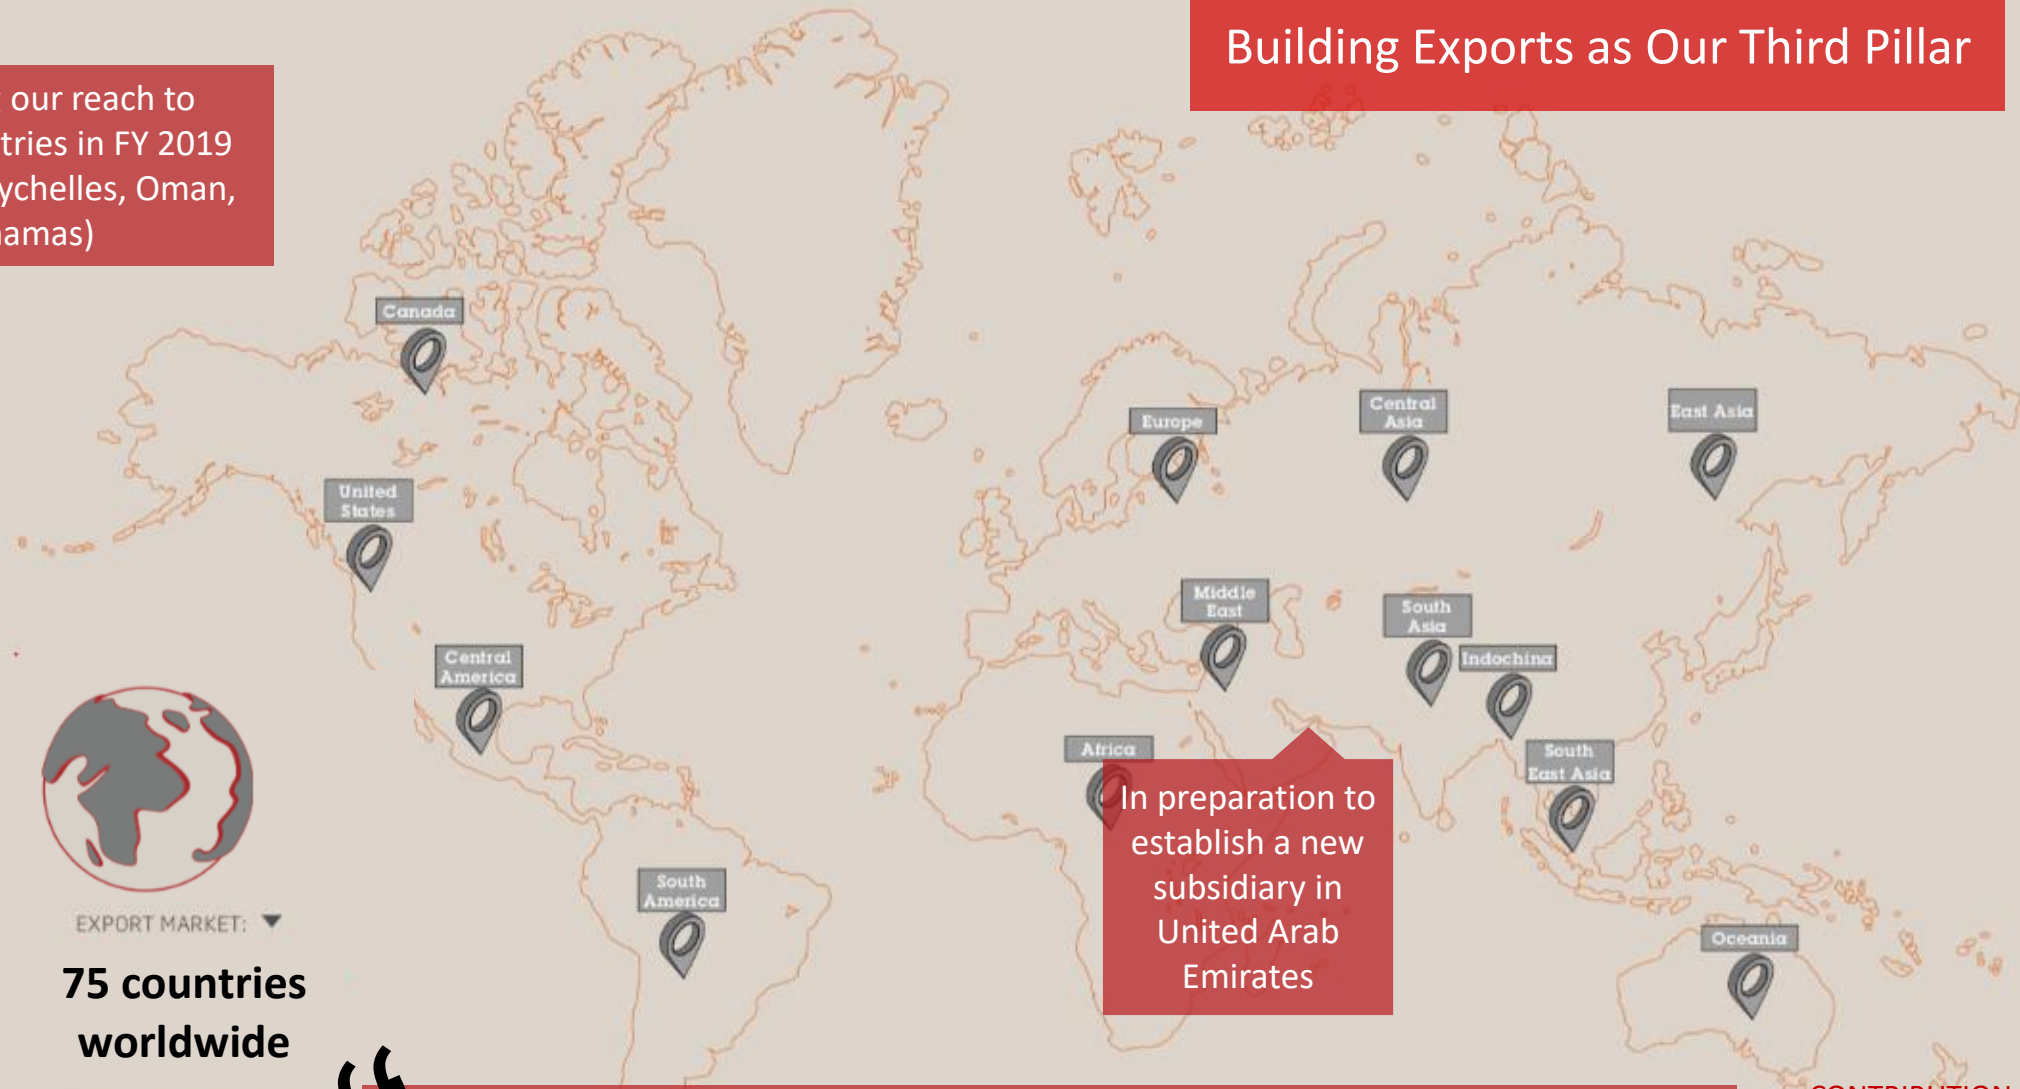 Building Exports as Our Third Pillar
our reach to
tries in FY 2019
ychelles, Oman,
amas)
Canada
United
States
Central
America
South
America
Europe
Central
Asia
East Asia
Middle
East
South
Asia
Indochina
Africa
South
East Asia
Oceania
In preparation to
establish a new
subsidiary in
United Arab
Emirates
EXPORT MARKET:
75 countries
worldwide
“
CONTRIBUTION